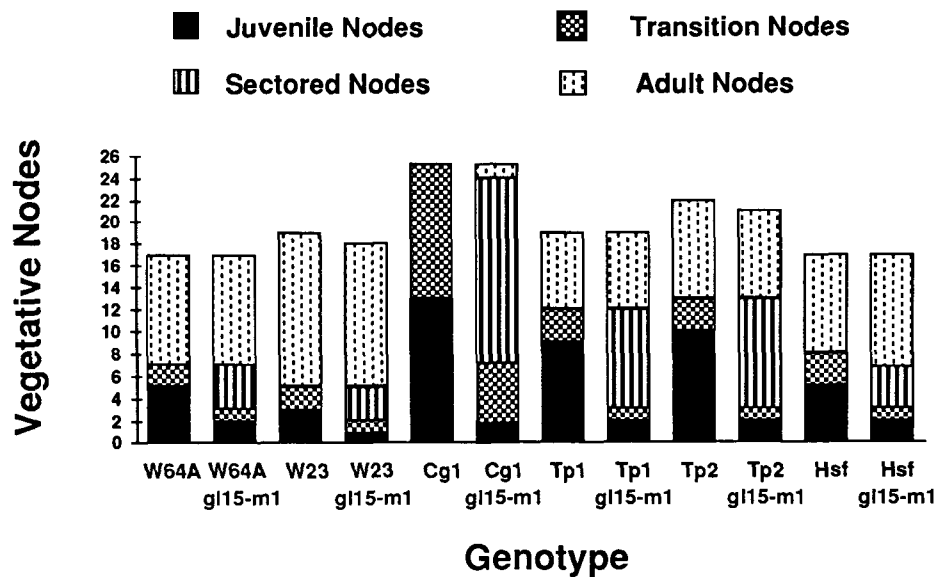 Juvenile Nodes
Transition Nodes
Sectored Nodes
Adult Nodes
Vegetative Nodes
26
24
22
20
18
16
14
12
10
8
6
4
2
0
W64A W64A W23 W23 Cg1 Cg1 Tp1 Tp1 Tp2 Tp2 Hsf Hsf
gl15-m1 gl15-m1 gl15-m1 gl15-m1 gl15-m1 gl15-m1
Genotype